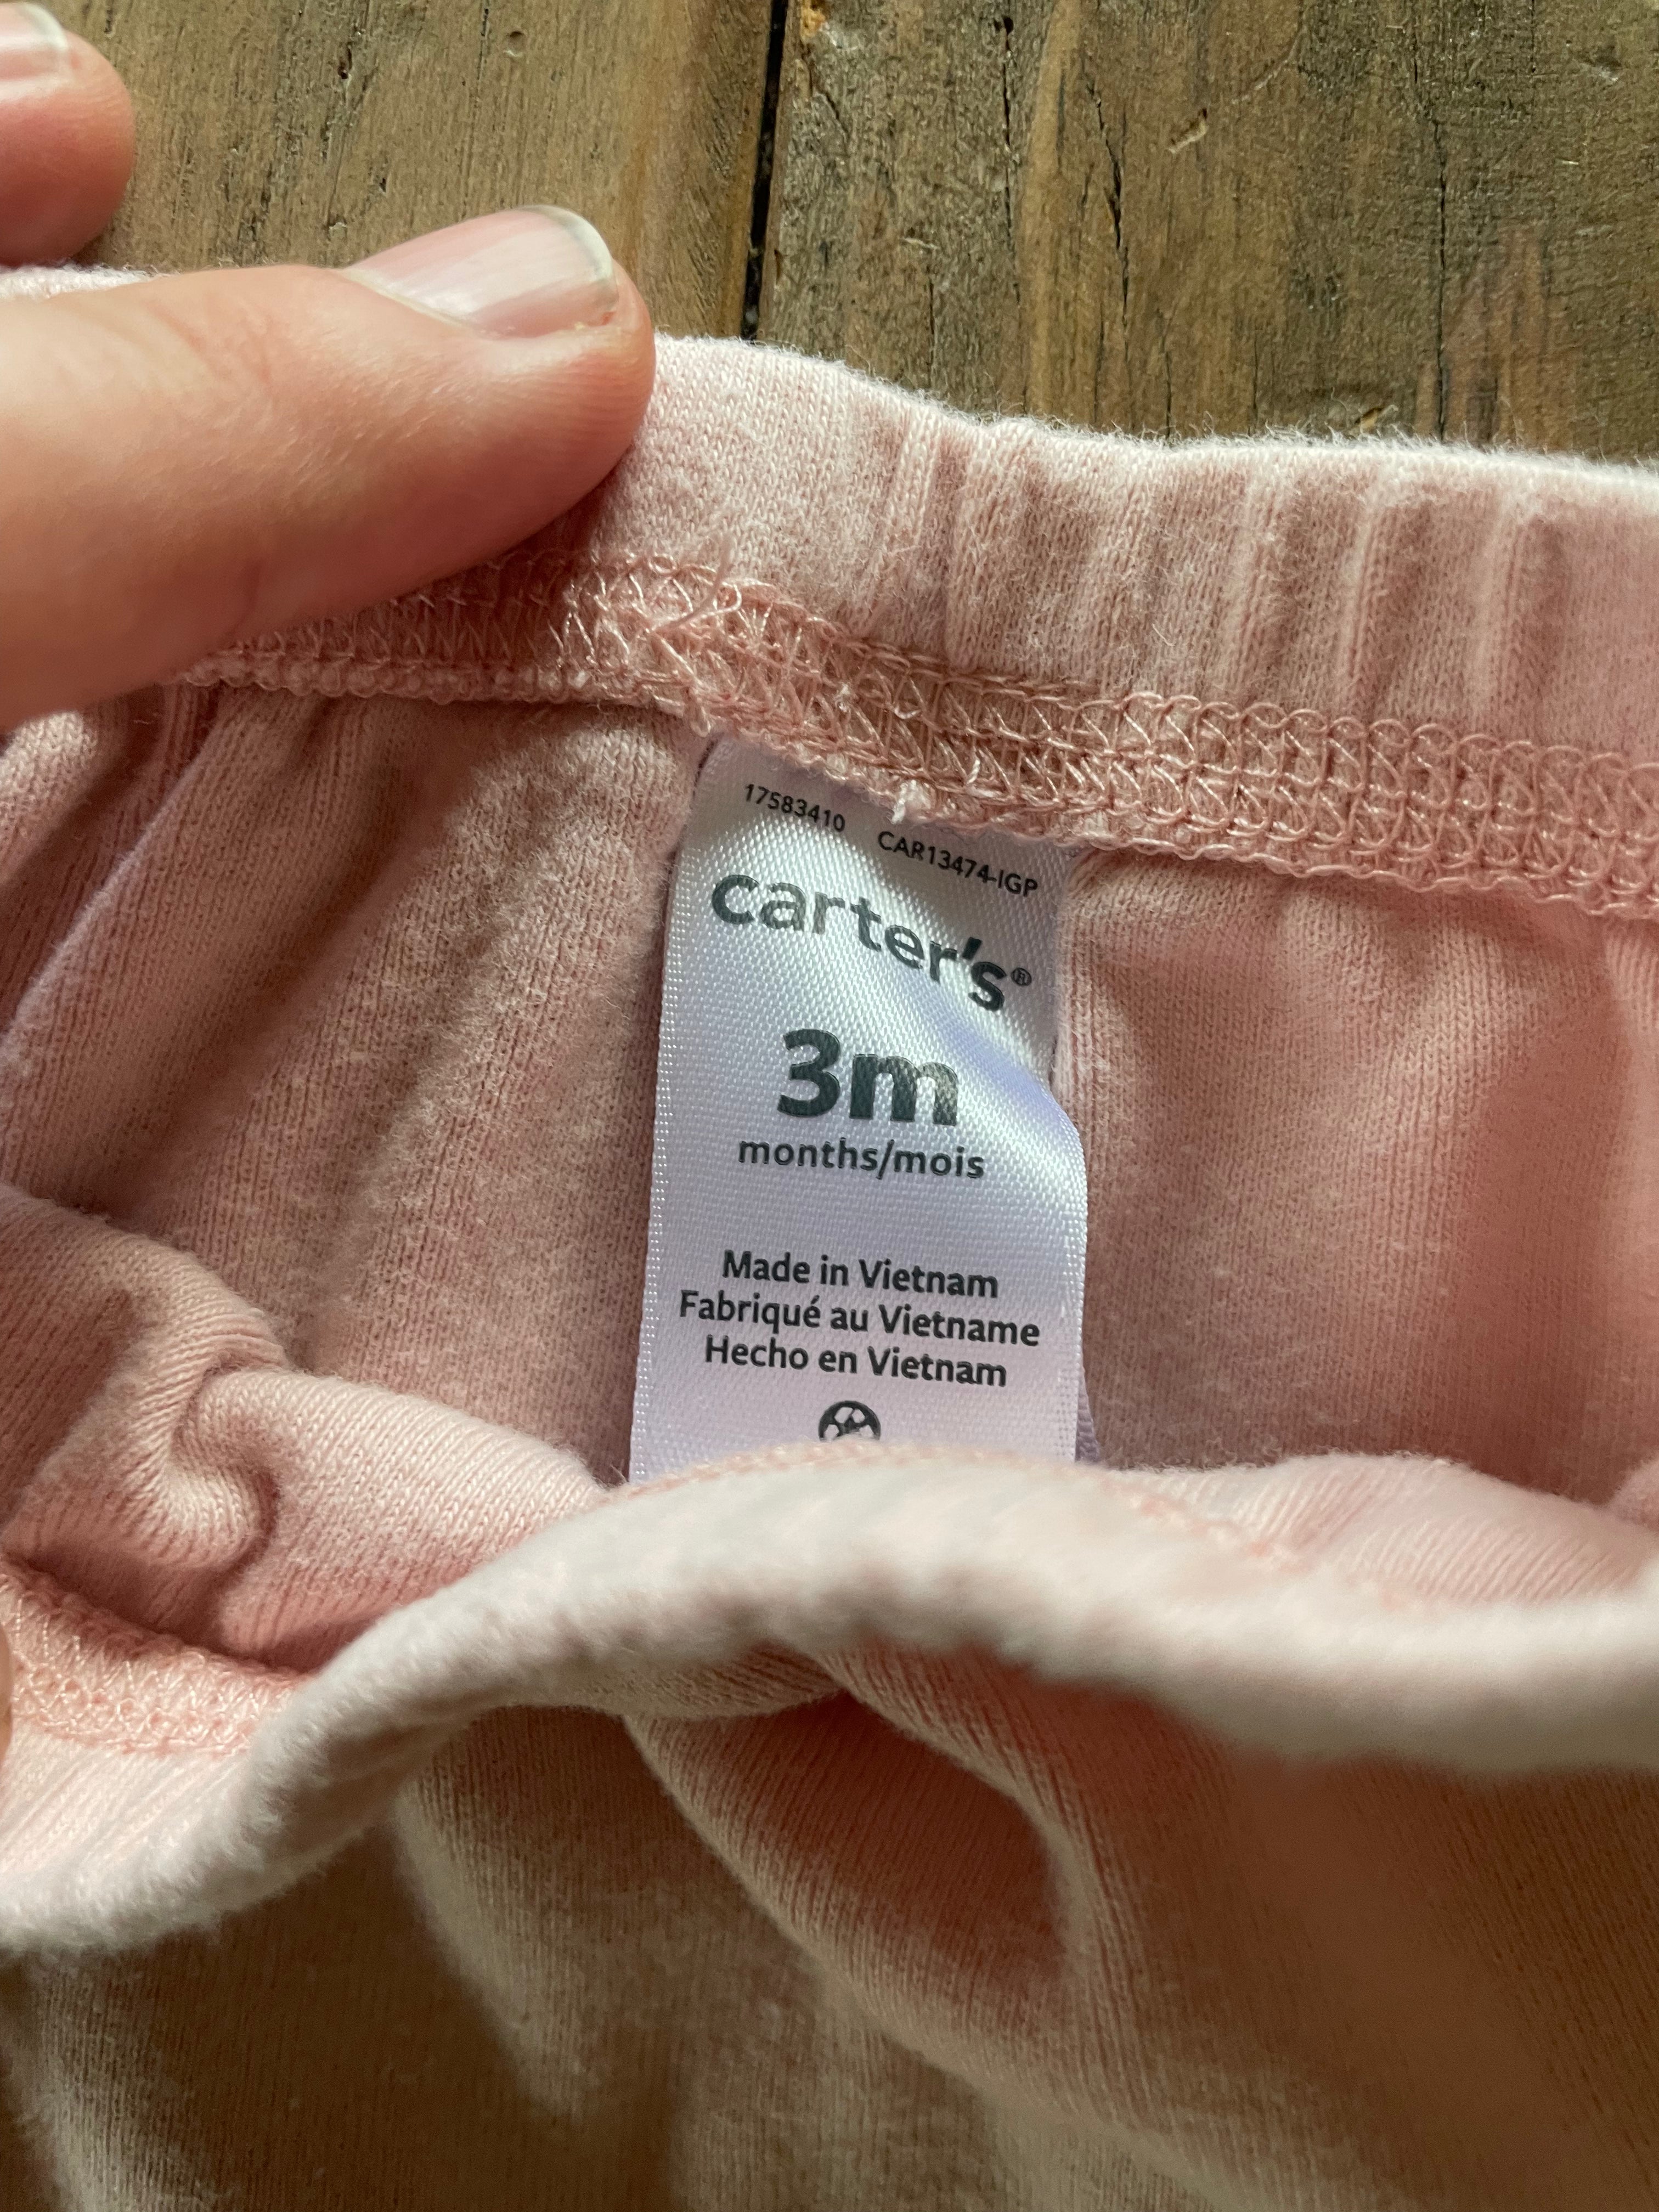 17583410 CAR13474-IGP
carter's®
3m
months/mois
Made in Vietnam
Fabriqué au Vietname
Hecho en Vietnam